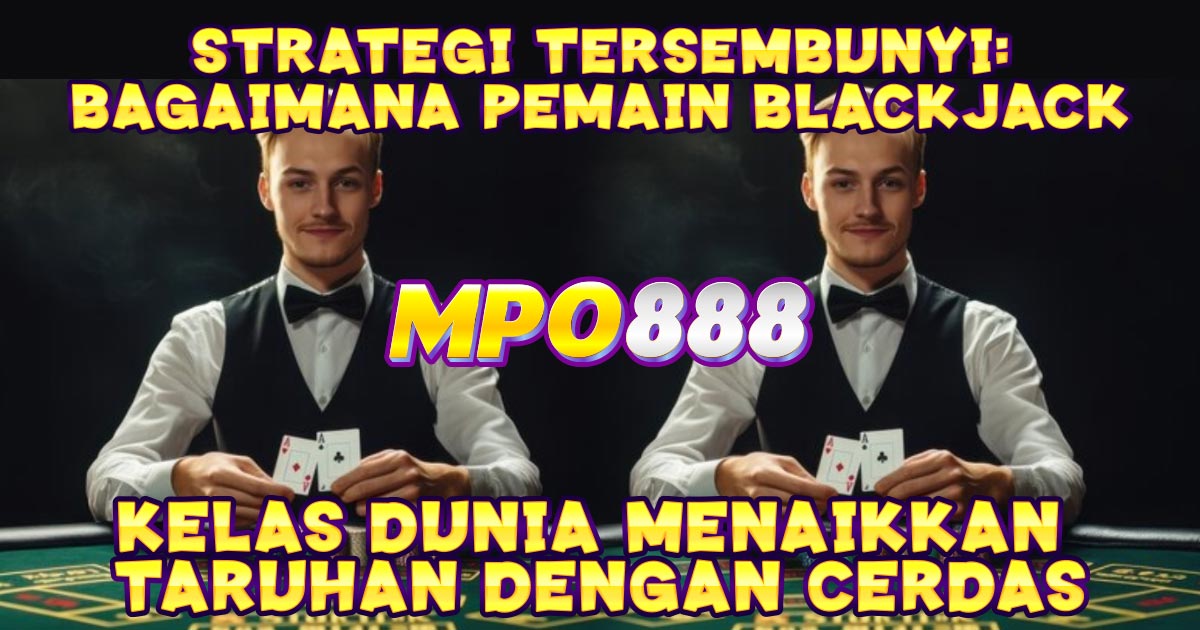 STRATEGI TERSEMBUNYI:
BAGAIMANA PEMAIN BLACKJACK
MPO888
KELAS DUNIA MENAIKKAN
TARUHAN DENGAN CERDAS